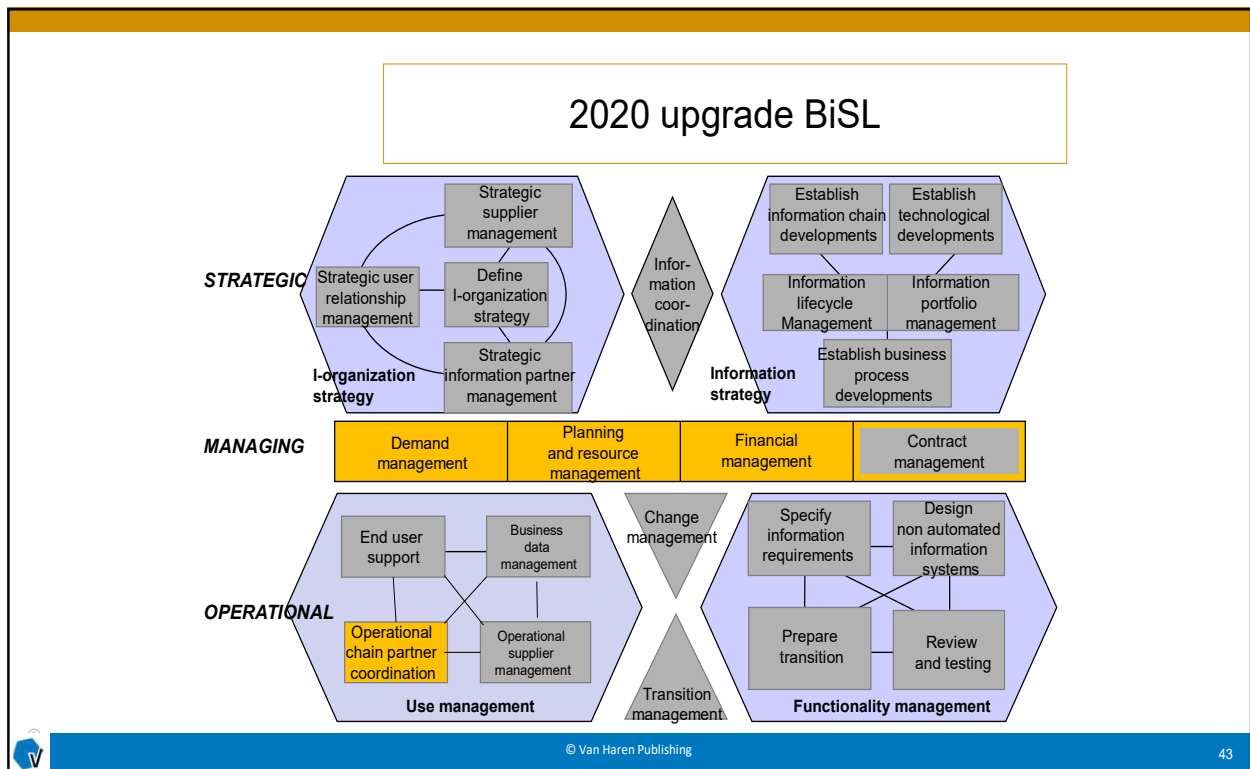 2020 upgrade BiSL
STRATEGIC
Strategic
supplier
management
Strategic user
relationship
management
Define
I-organization
strategy
Strategic
information partner
management
I-organization
strategy
Infor-
mation
coor-
dination
Establish
information chain
developments
Establish
technological
developments
Information
lifecycle
Management
Information
portfolio
management
Establish business
process
developments
Information
strategy
MANAGING
Demand
management
Planning
and resource
management
Financial
management
Contract
management
OPERATIONAL
End user
support
Business
data
management
Operational
chain partner
coordination
Operational
supplier
management
Use management
Change
management
Transition
management
Specify
information
requirements
Design
non automated
information
systems
Prepare
transition
Review
and testing
Functionality management
© Van Haren Publishing
43